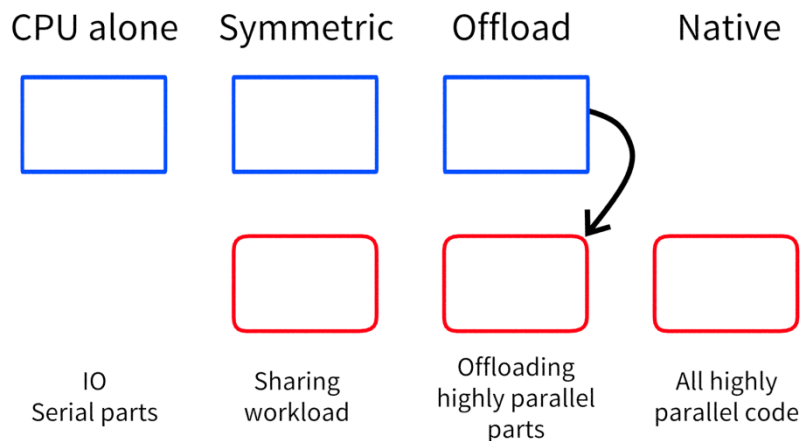 CPU alone
Symmetric
Offload
Native
IO
Serial parts
Sharing
workload
Offloading
highly parallel
parts
All highly
parallel code